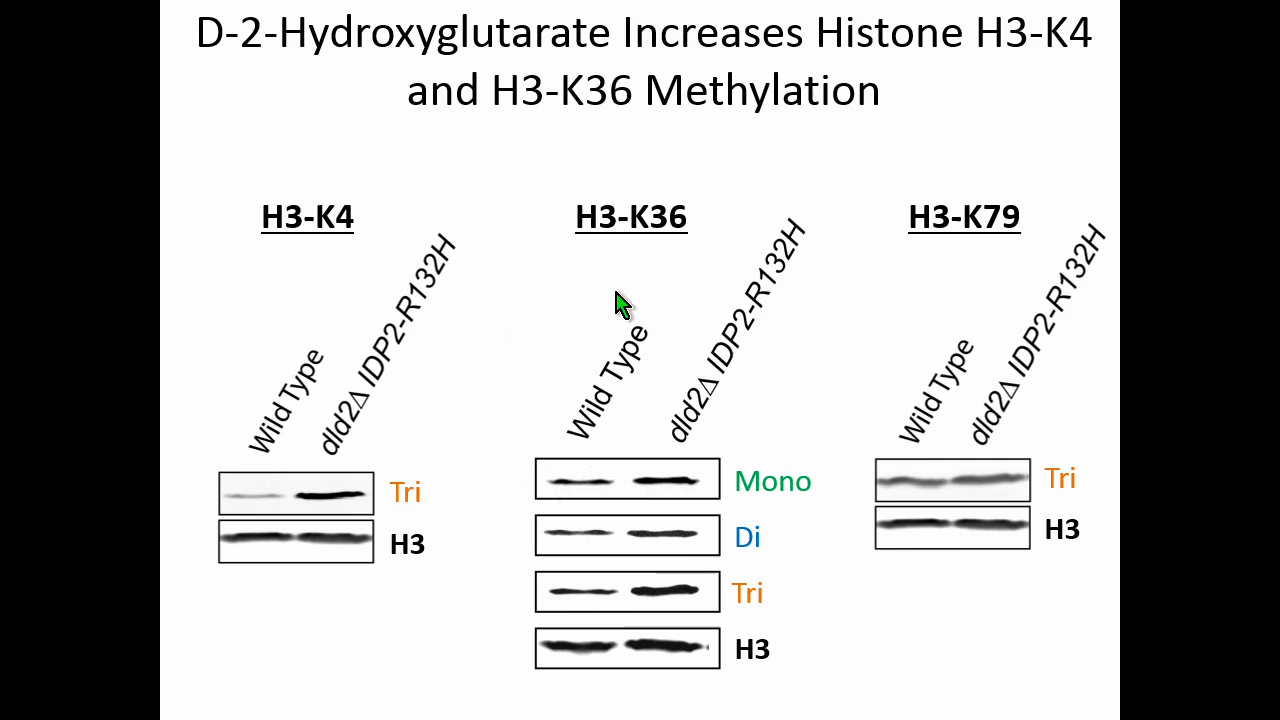 D-2-Hydroxyglutarate Increases Histone H3-K4
and H3-K36 Methylation
H3-K4
Wild Type
dld2Δ IDP2-R132H
Tri
H3
H3-K36
Wild Type
dld2Δ IDP2-R132H
Mono
Di
Tri
H3
H3-K79
Wild Type
dld2Δ IDP2-R132H
Tri
H3